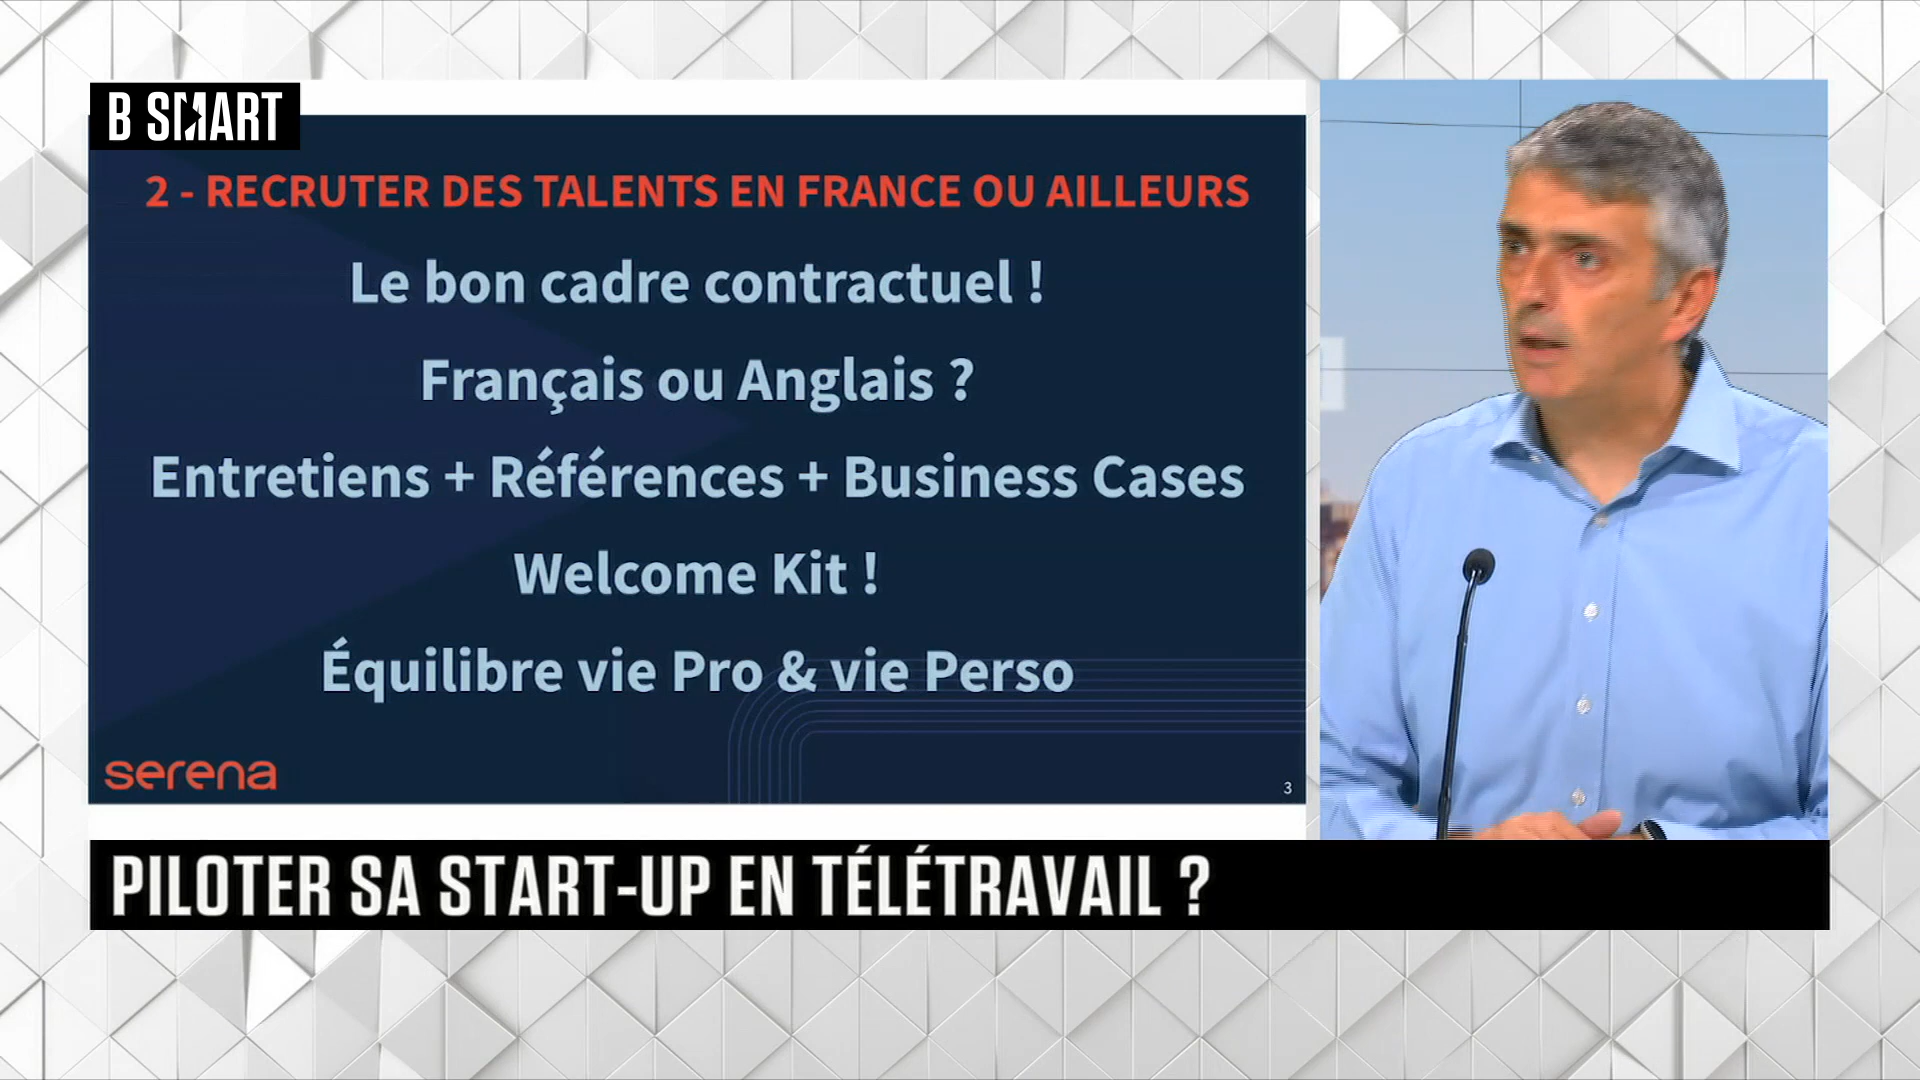 B SMART
2 - RECRUTER DES TALENTS EN FRANCE OU AILLEURS
Le bon cadre contractuel !
Français ou Anglais ?
Entretiens + Références + Business Cases
Welcome Kit !
Équilibre vie Pro & vie Perso
serena
3
PILOTER SA START-UP EN TÉLÉTRAVAIL ?